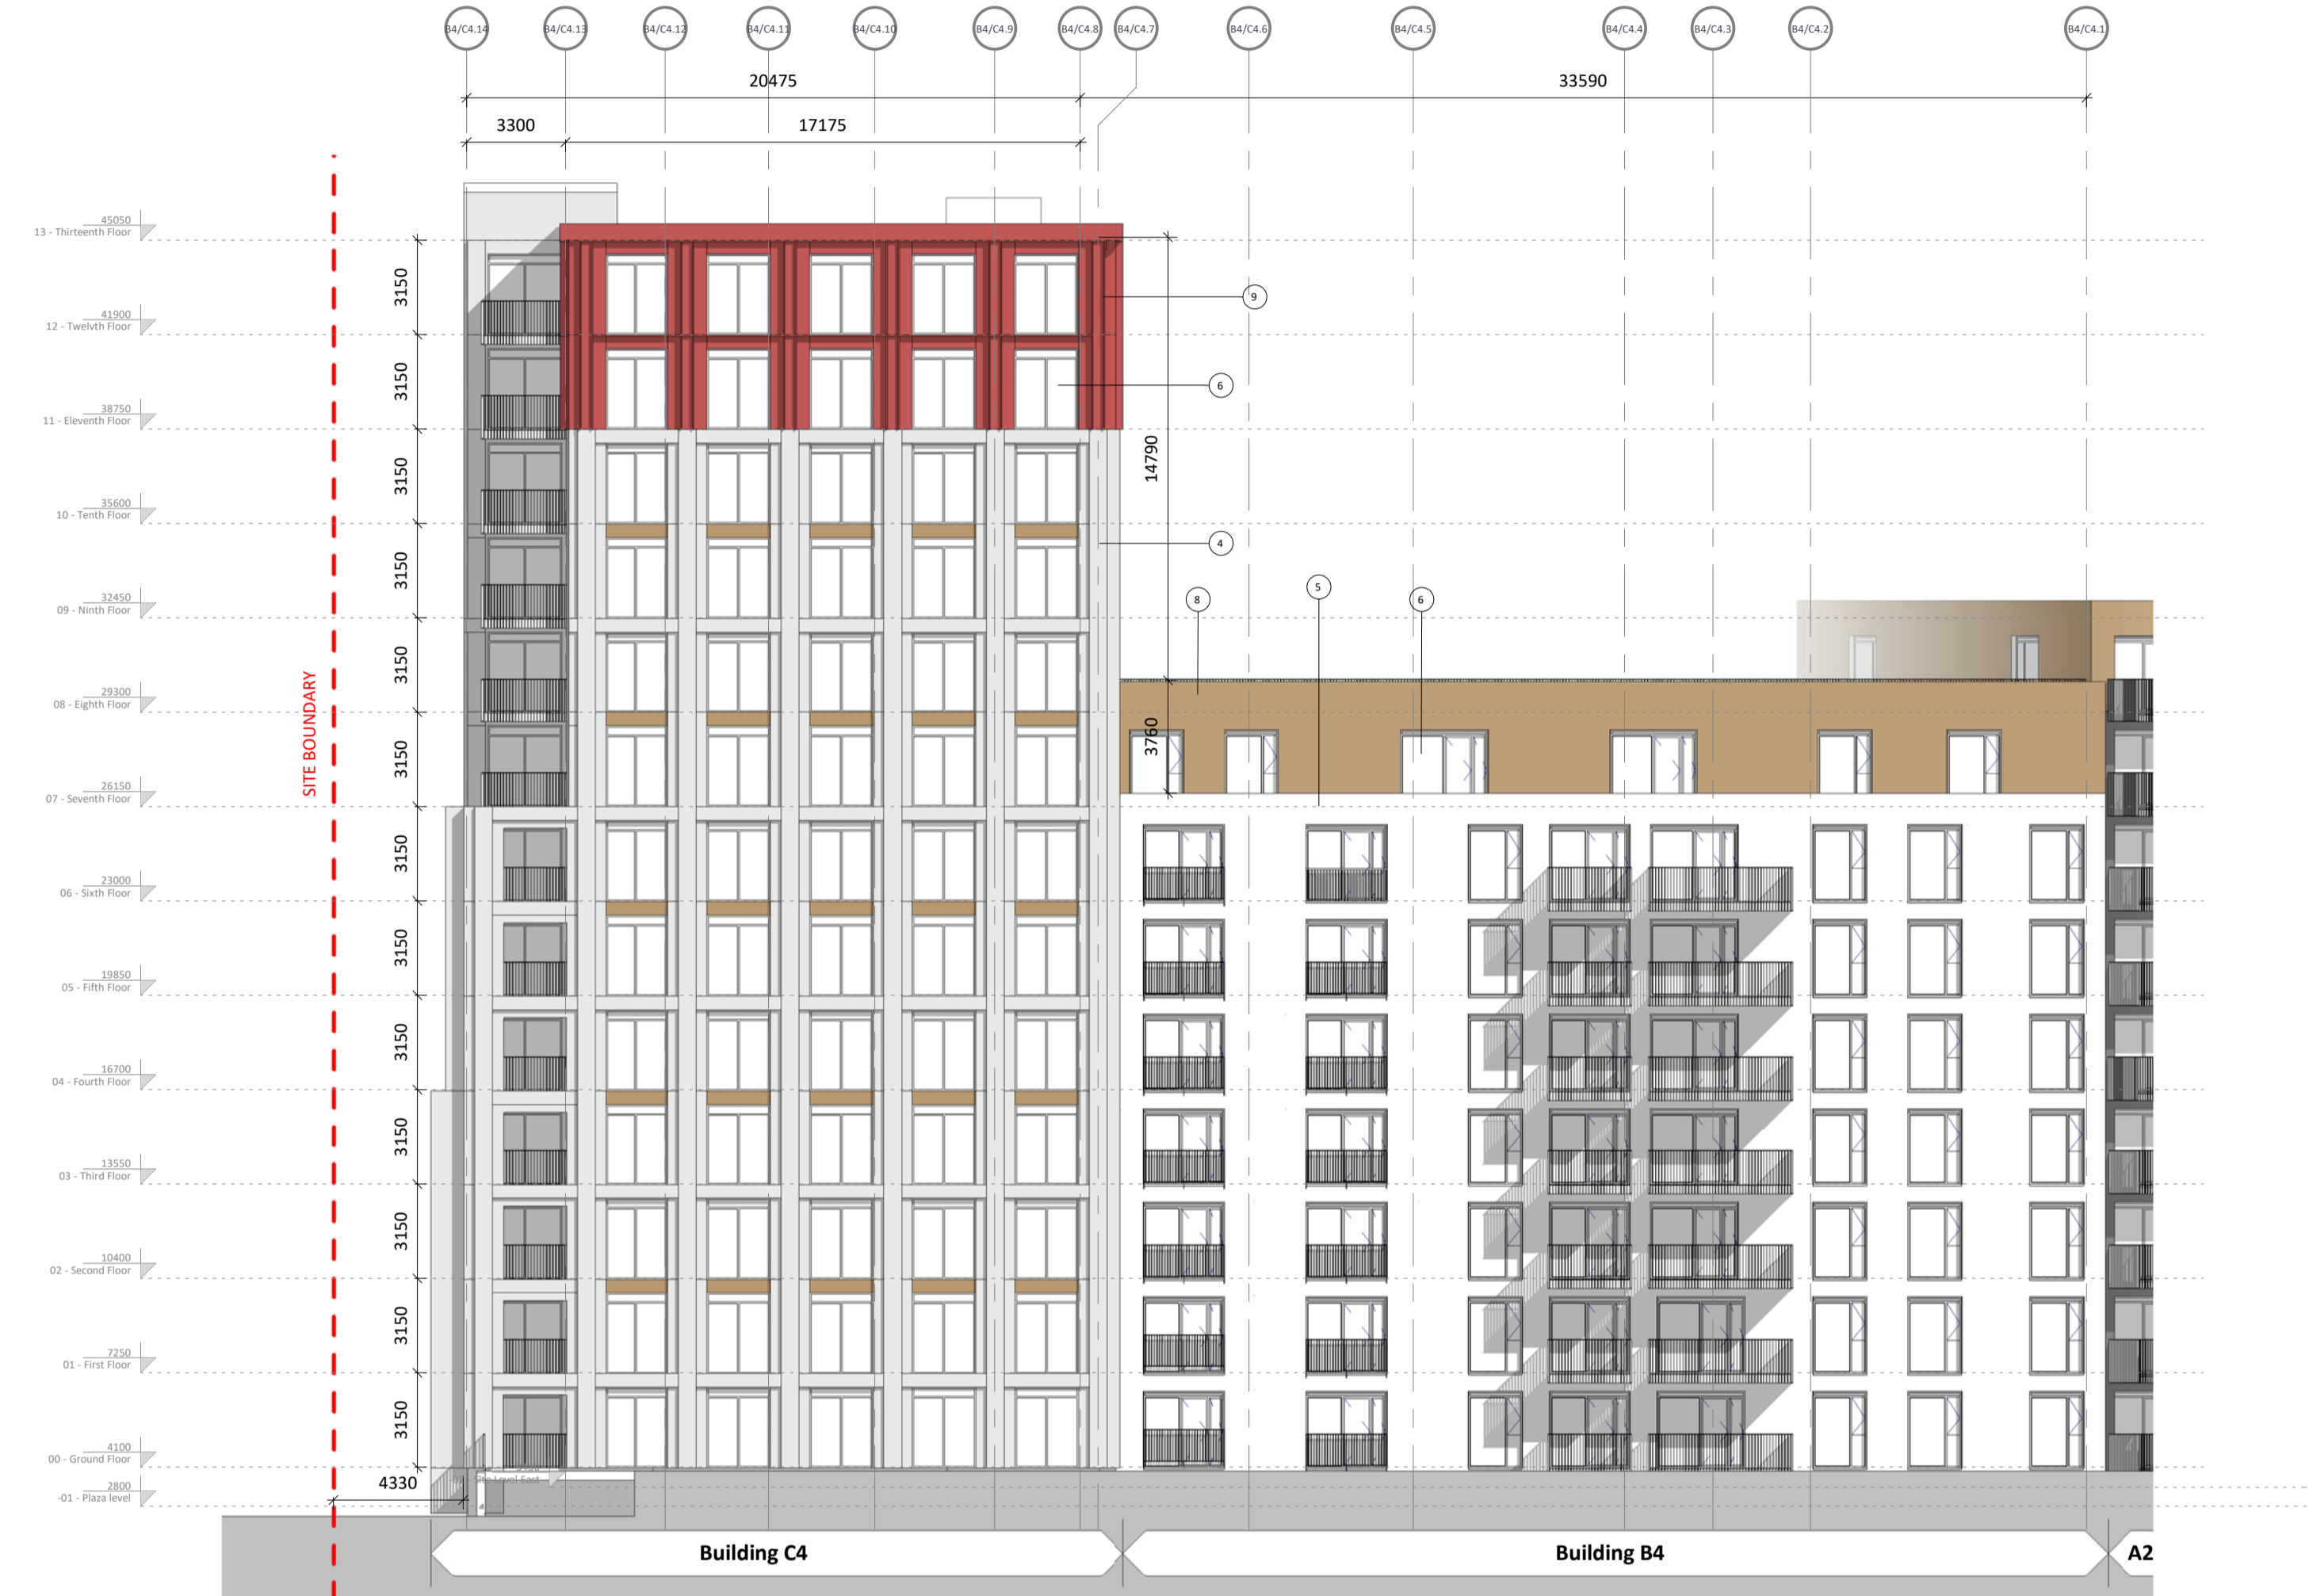 B4/C4.14 B4/C4.13 B4/C4.12 B4/C4.11 B4/C4.10 B4/C4.9 B4/C4.8 B4/C4.7 B4/C4.6 B4/C4.5 B4/C4.4 B4/C4.3 B4/C4.2 B4/C4.1
20475 33590
3300 17175
45050
13 - Thirteenth Floor
3150
9
41900
12 - Twelvth Floor
3150
6
38750
11 - Eleventh Floor
14790
3150
35600
10 - Tenth Floor
4
3150
5
8
6
32450
09 - Ninth Floor
3150
29300
08 - Eighth Floor
SITE BOUNDARY
3760
3150
26150
07 - Seventh Floor
3150
23000
06 - Sixth Floor
3150
19850
05 - Fifth Floor
3150
16700
04 - Fourth Floor
3150
13550
03 - Third Floor
3150
10400
02 - Second Floor
3150
7250
01 - First Floor
3150
4100
00 - Ground Floor
Site Level East
4330
2800
-01 - Plaza level
Building C4 Building B4 A2